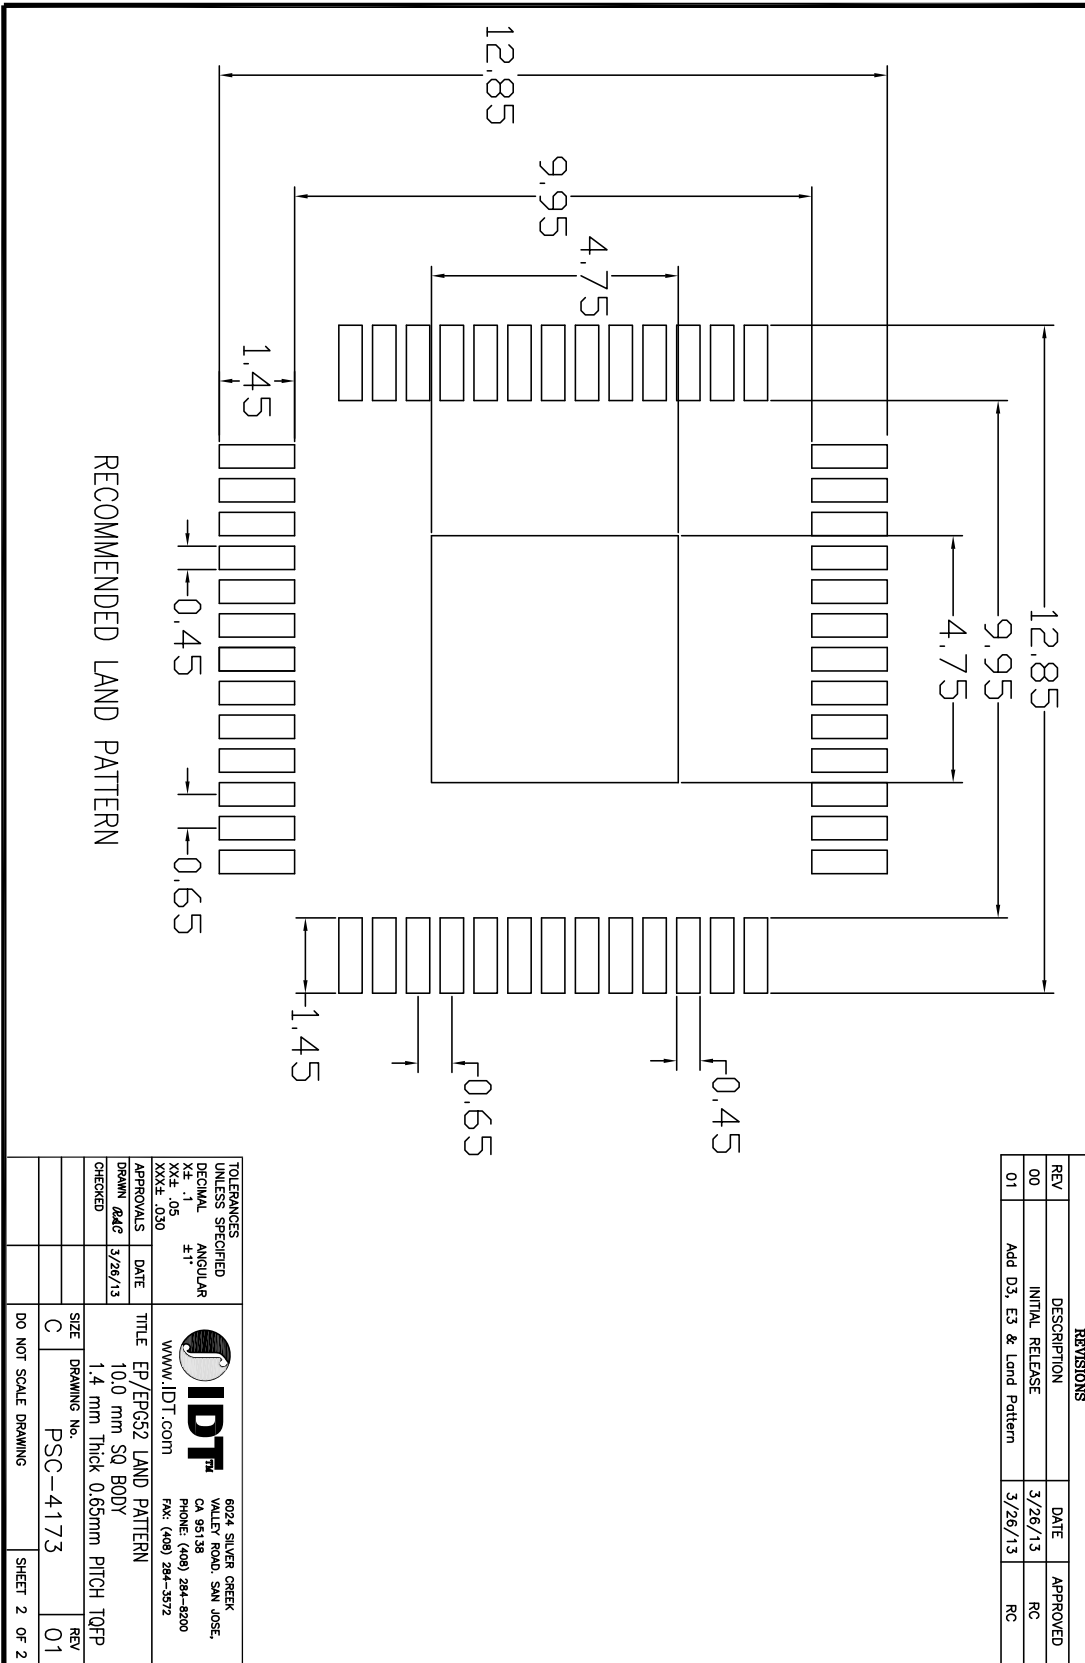 REVISIONS
REV DESCRIPTION DATE APPROVED
00 INITIAL RELEASE 3/26/13 RC
01 Add D3, E3 & Land Pattern 3/26/13 RC
12.85
9.95
4.75
12.85
9.95
4.75
1.45
0.45
0.65
0.45
0.65
1.45
RECOMMENDED LAND PATTERN
TOLERANCES
UNLESS SPECIFIED
DECIMAL ANGULAR
X± .1 ±1°
XX± .05
XXX± .030
APPROVALS DATE
DRAWN RAC 3/26/13
CHECKED
IDT™
www.IDT.com
6024 SILVER CREEK
VALLEY ROAD, SAN JOSE,
CA 95138
PHONE: (408) 284-8200
FAX: (408) 284-3572
TITLE EP/EPG52 LAND PATTERN
10.0 mm SQ BODY
1.4 mm Thick 0.65mm PITCH TQFP
SIZE DRAWING No. REV
C PSC-4173 01
DO NOT SCALE DRAWING SHEET 2 OF 2